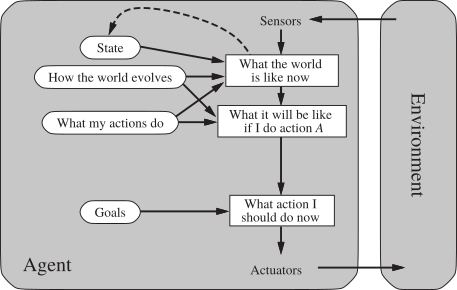 Sensors
State
What the world
is like now
How the world evolves
What my actions do
What it will be like
if I do action A
Goals
What action I
should do now
Agent
Actuators
Environment